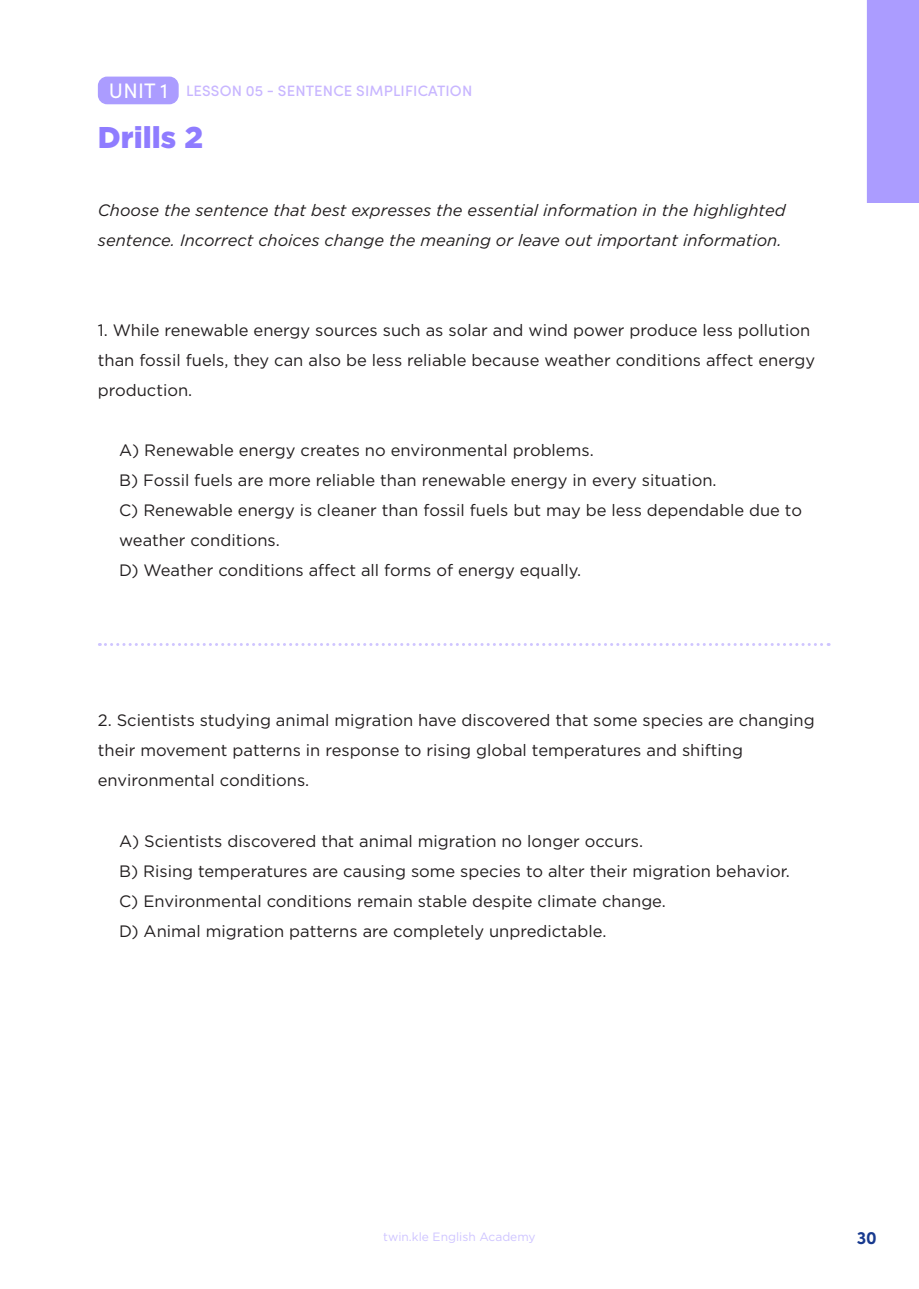 UNIT 1 LESSON 05 - SENTENCE SIMPLIFICATION
Drills 2
Choose the sentence that best expresses the essential information in the highlighted
sentence. Incorrect choices change the meaning or leave out important information.
1. While renewable energy sources such as solar and wind power produce less pollution
than fossil fuels, they can also be less reliable because weather conditions affect energy
production.
A) Renewable energy creates no environmental problems.
B) Fossil fuels are more reliable than renewable energy in every situation.
C) Renewable energy is cleaner than fossil fuels but may be less dependable due to
weather conditions.
D) Weather conditions affect all forms of energy equally.
2. Scientists studying animal migration have discovered that some species are changing
their movement patterns in response to rising global temperatures and shifting
environmental conditions.
A) Scientists discovered that animal migration no longer occurs.
B) Rising temperatures are causing some species to alter their migration behavior.
C) Environmental conditions remain stable despite climate change.
D) Animal migration patterns are completely unpredictable.
twin.kle English Academy
30